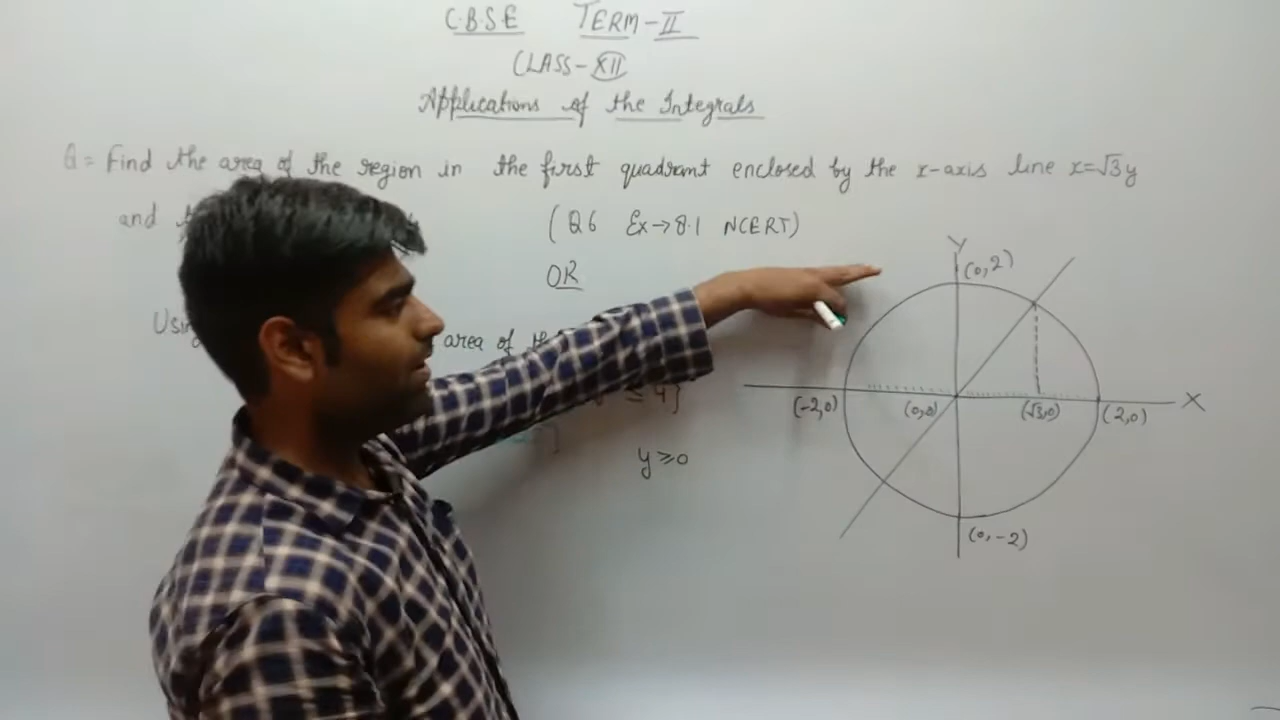 C.B.S.E TERM-II
CLASS-XII
Applications of the Integrals
Q= Find the area of the region in the first quadrant enclosed by the x-axis line x=√3y
and
(Q6 Ex→8.1 NCERT)
OR
area of
≤ 4}
y≥0
Y
(0,2)
X
(-2,0)
(0,0)
(√3,0)
(2,0)
(0,-2)